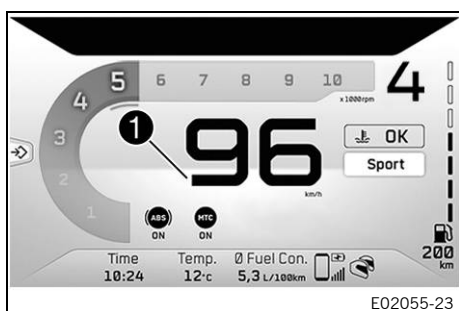 5 6 7 8 9 10
4
x1000rpm
4
3
2
1
1
96
km/h
OK
Sport
(ABS)
ON
MTC
ON
Time
10:24
Temp.
12°C
Ø Fuel Con.
5,3 L/100km
200
km
E02055-23